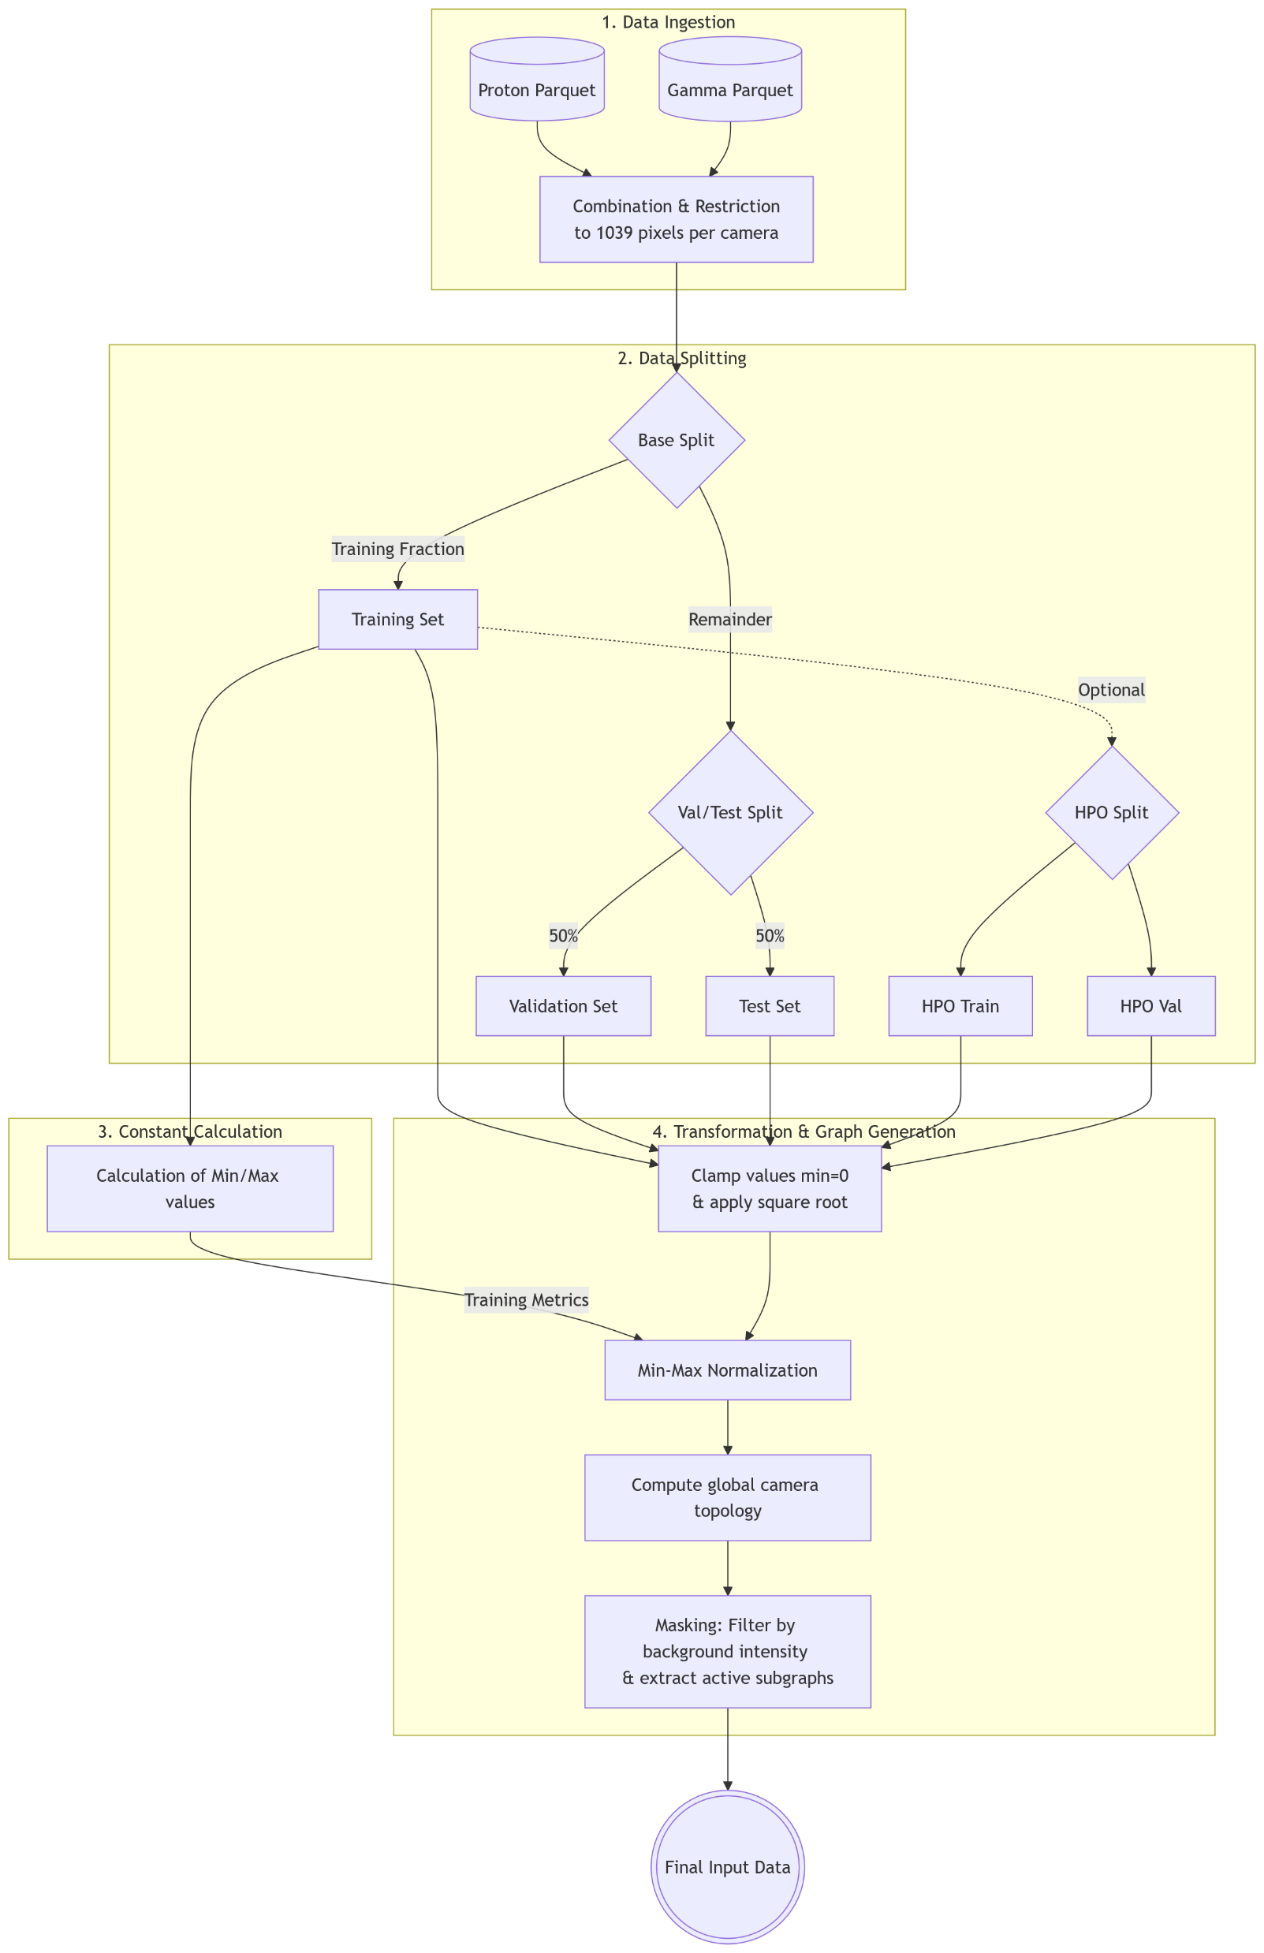 1. Data Ingestion
Proton Parquet
Gamma Parquet
Combination & Restriction
to 1039 pixels per camera
2. Data Splitting
Base Split
Training Fraction
Training Set
Remainder
Optional
Val/Test Split
HPO Split
50%
50%
Validation Set
Test Set
HPO Train
HPO Val
3. Constant Calculation
Calculation of Min/Max
values
4. Transformation & Graph Generation
Clamp values min=0
& apply square root
Training Metrics
Min-Max Normalization
Compute global camera
topology
Masking: Filter by
background intensity
& extract active subgraphs
Final Input Data